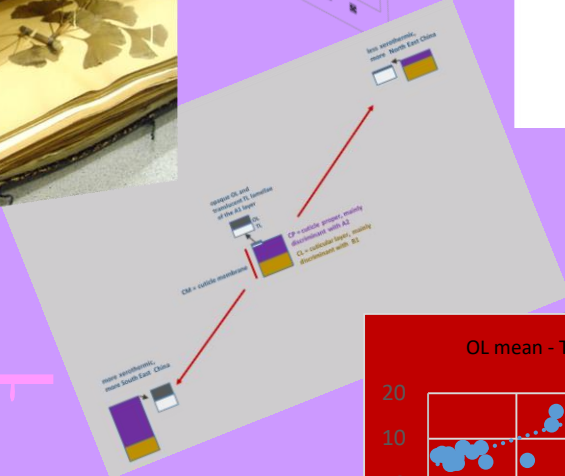 less xerothermic,
more North East China
opaque OL and
translucent TL lamellae
of the A1 layer
OL
TL
CP = cuticle proper, mainly
discriminant with A2
CL = cuticular layer, mainly
discriminant with B1
CM = cuticle membrane
more xerothermic,
more South East China
OL mean - T
20
10